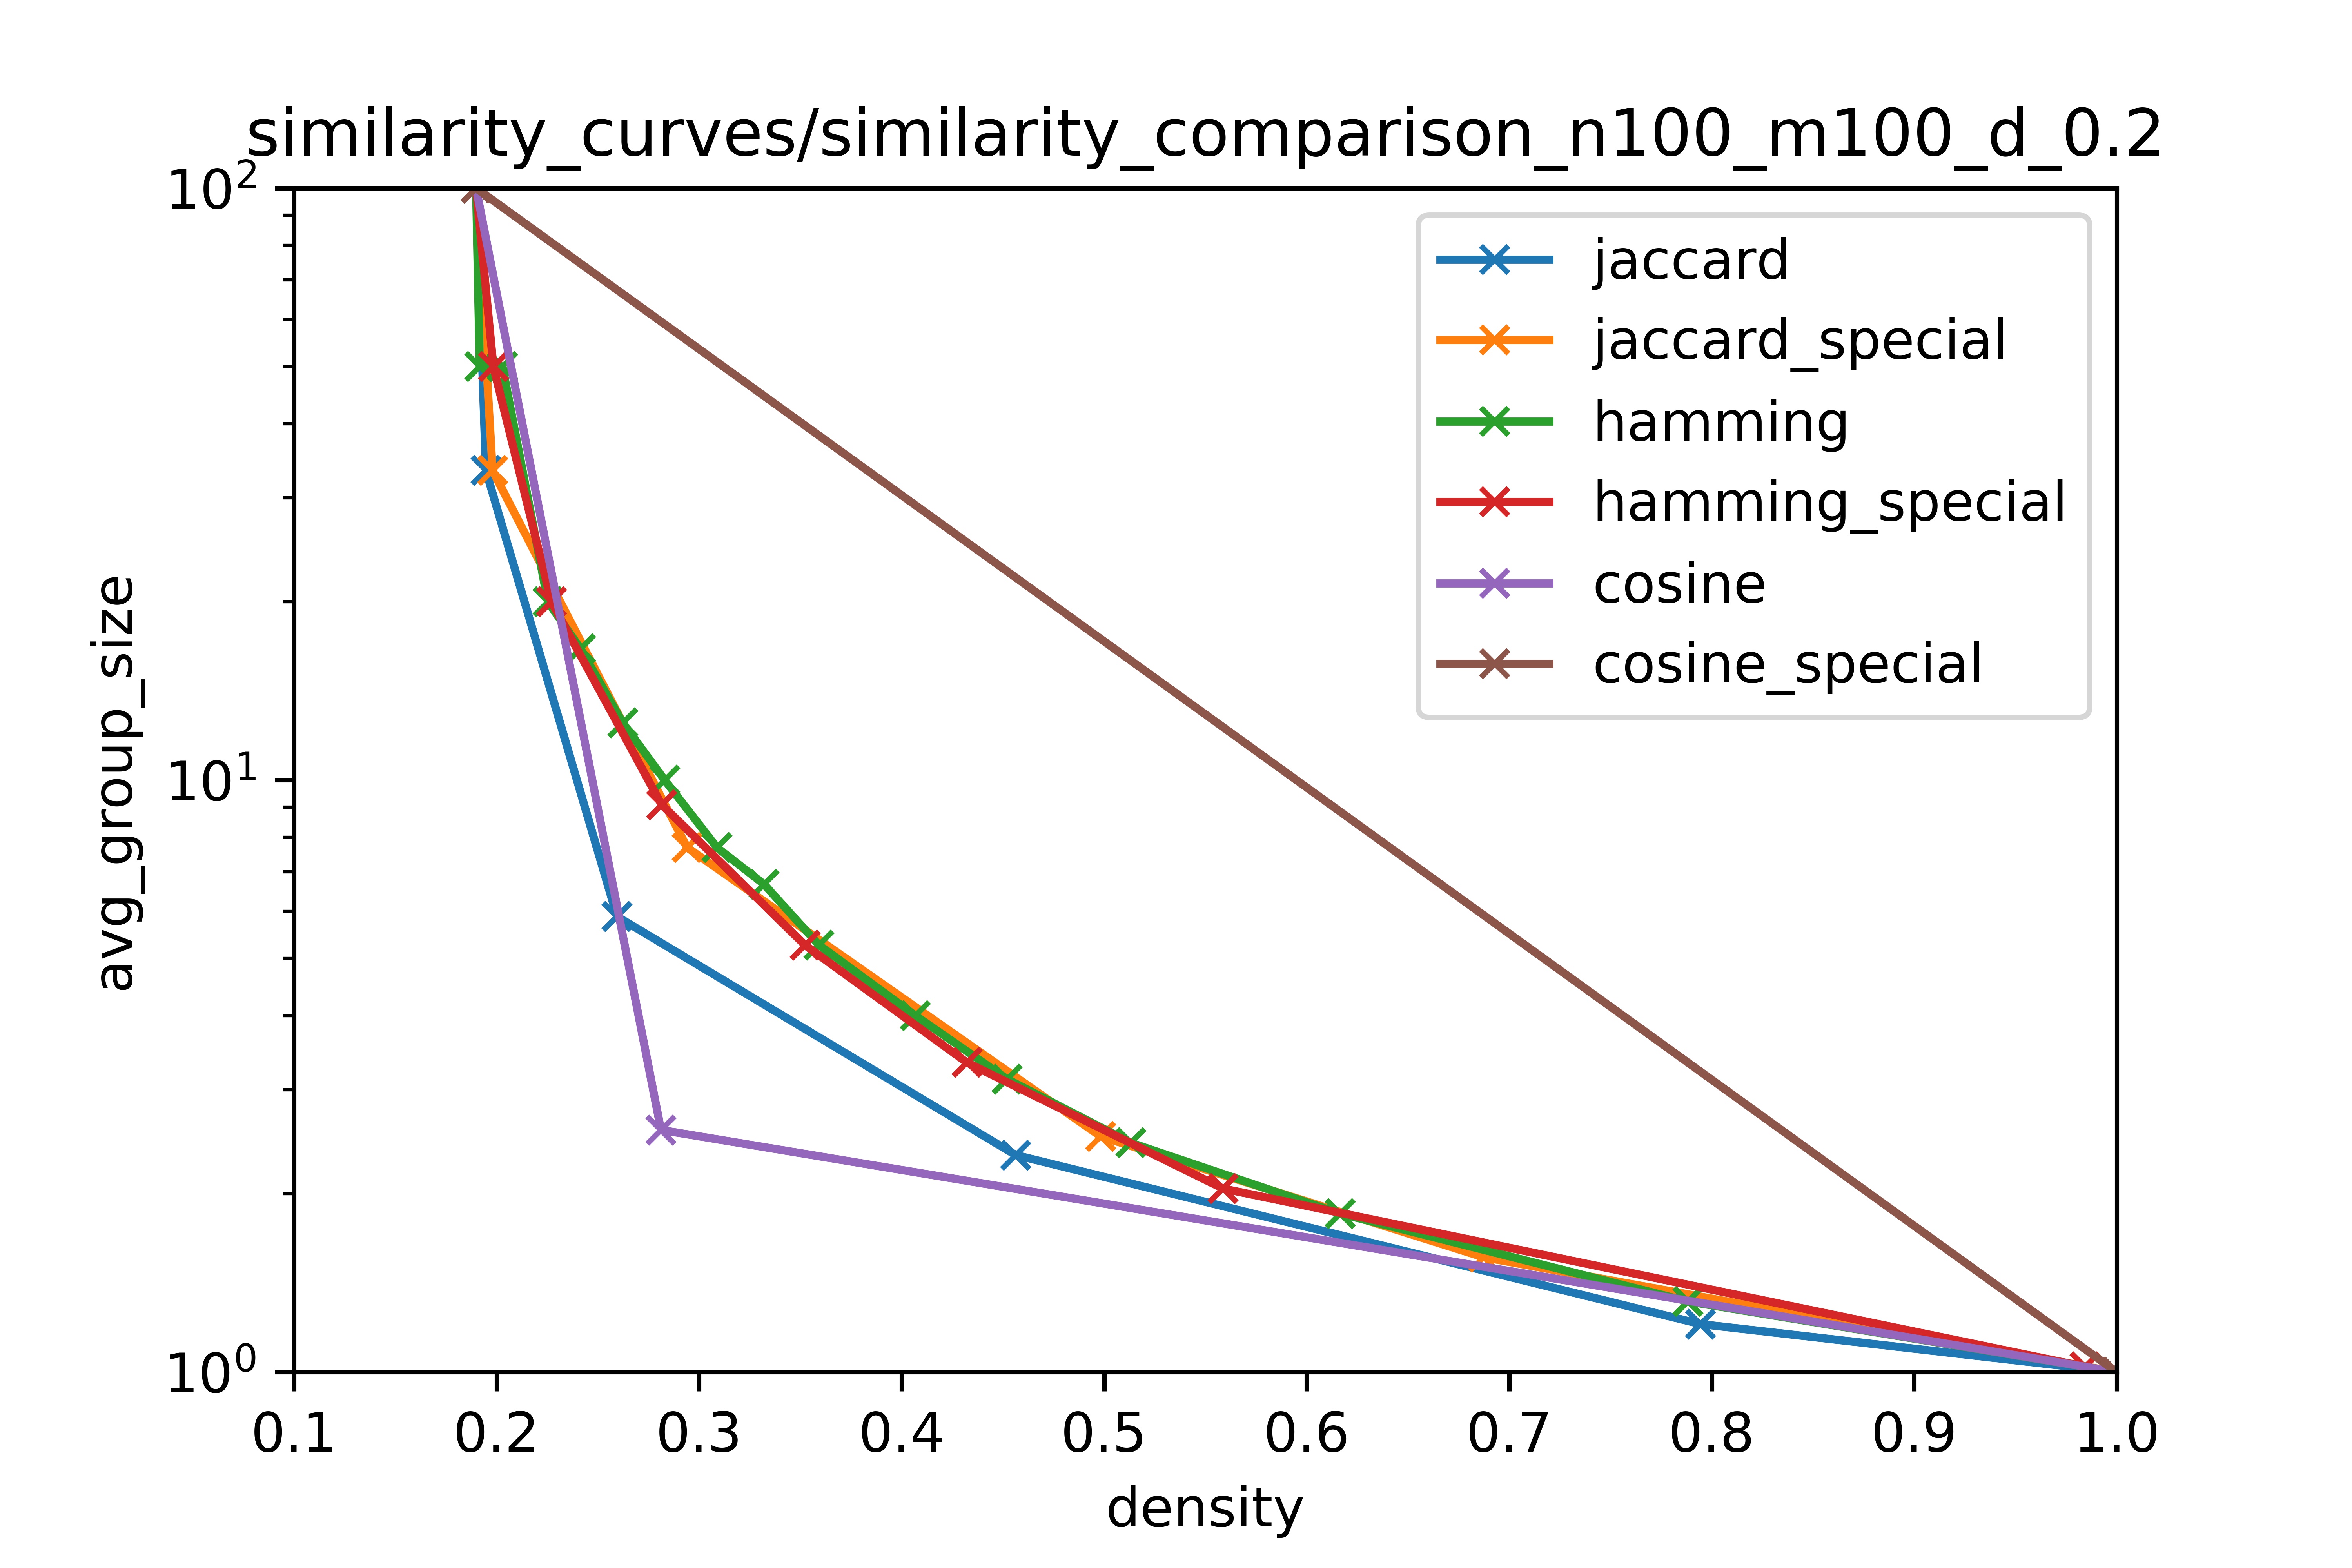 similarity_curves/similarity_comparison_n100_m100_d_0.2
10²
10¹
10⁰
avg_group_size
jaccard
jaccard_special
hamming
hamming_special
cosine
cosine_special
0.1 0.2 0.3 0.4 0.5 0.6 0.7 0.8 0.9 1.0
density